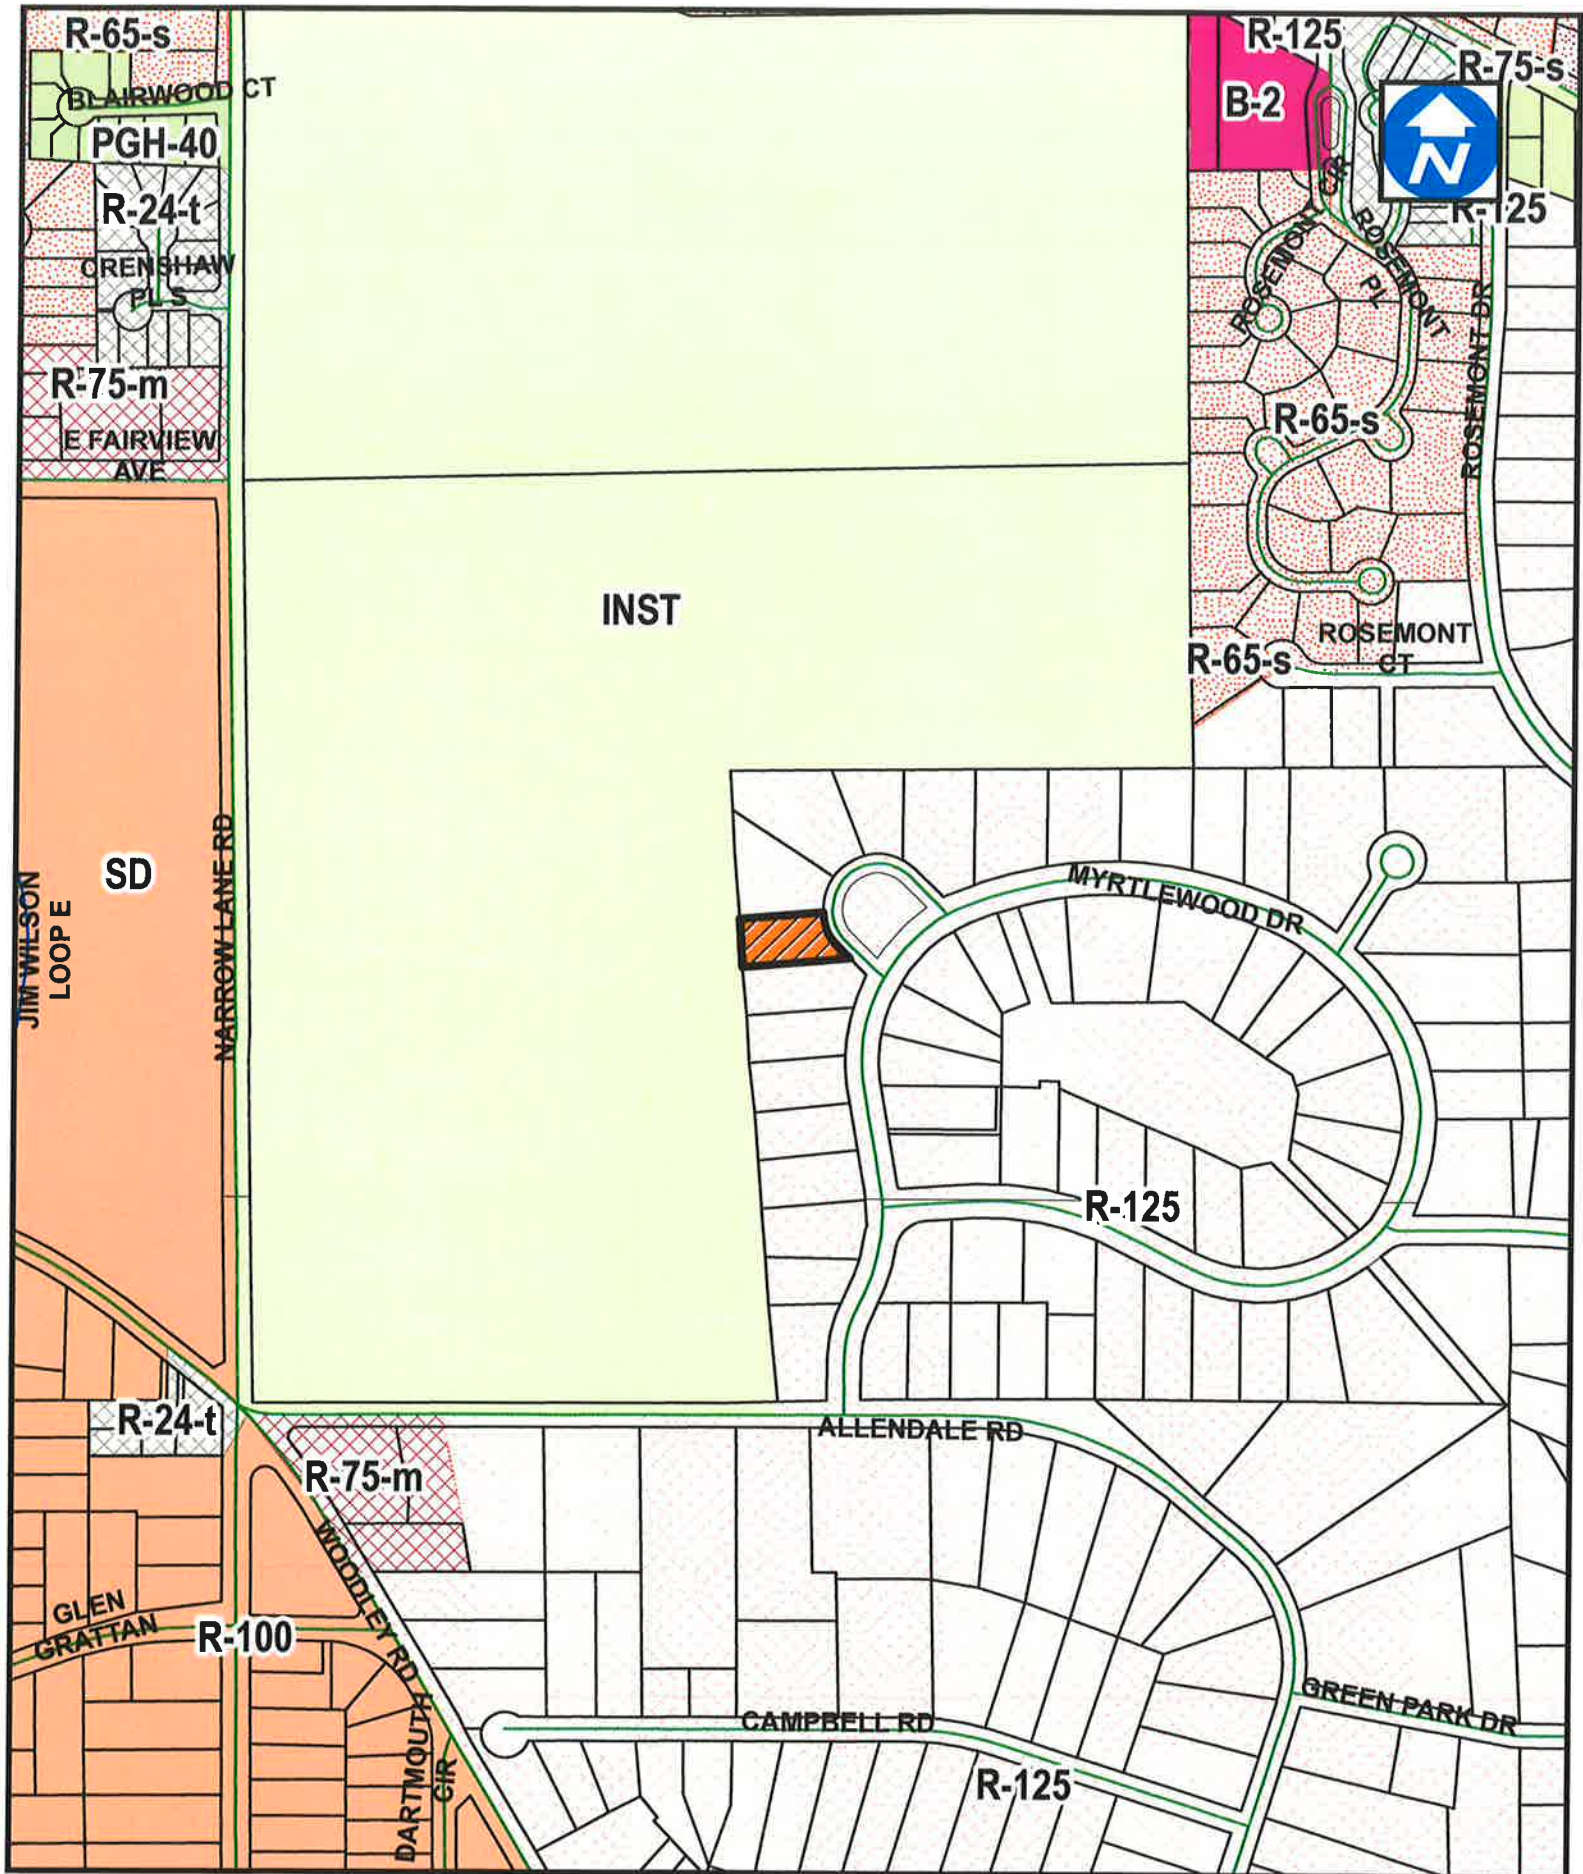 R-65-s
R-125
R-75-s
BLAIRWOOD CT
B-2
PGH-40
N
R-24-t
R-125
ROSEMONT CIR
ROSEMONT
PL
CRENSHAW
PL S
ROSEMONT DR
R-75-m
R-65-s
E FAIRVIEW
AVE
INST
ROSEMONT
CT
R-65-s
SD
NARROW LANE RD
JIM WILSON
LOOP E
MYRTLEWOOD DR
R-125
R-24-t
ALLENDALE RD
R-75-m
WOODLEY RD
GLEN
GRATTAN
R-100
DARTMOUTH
CIR
GREEN PARK DR
CAMPBELL RD
R-125